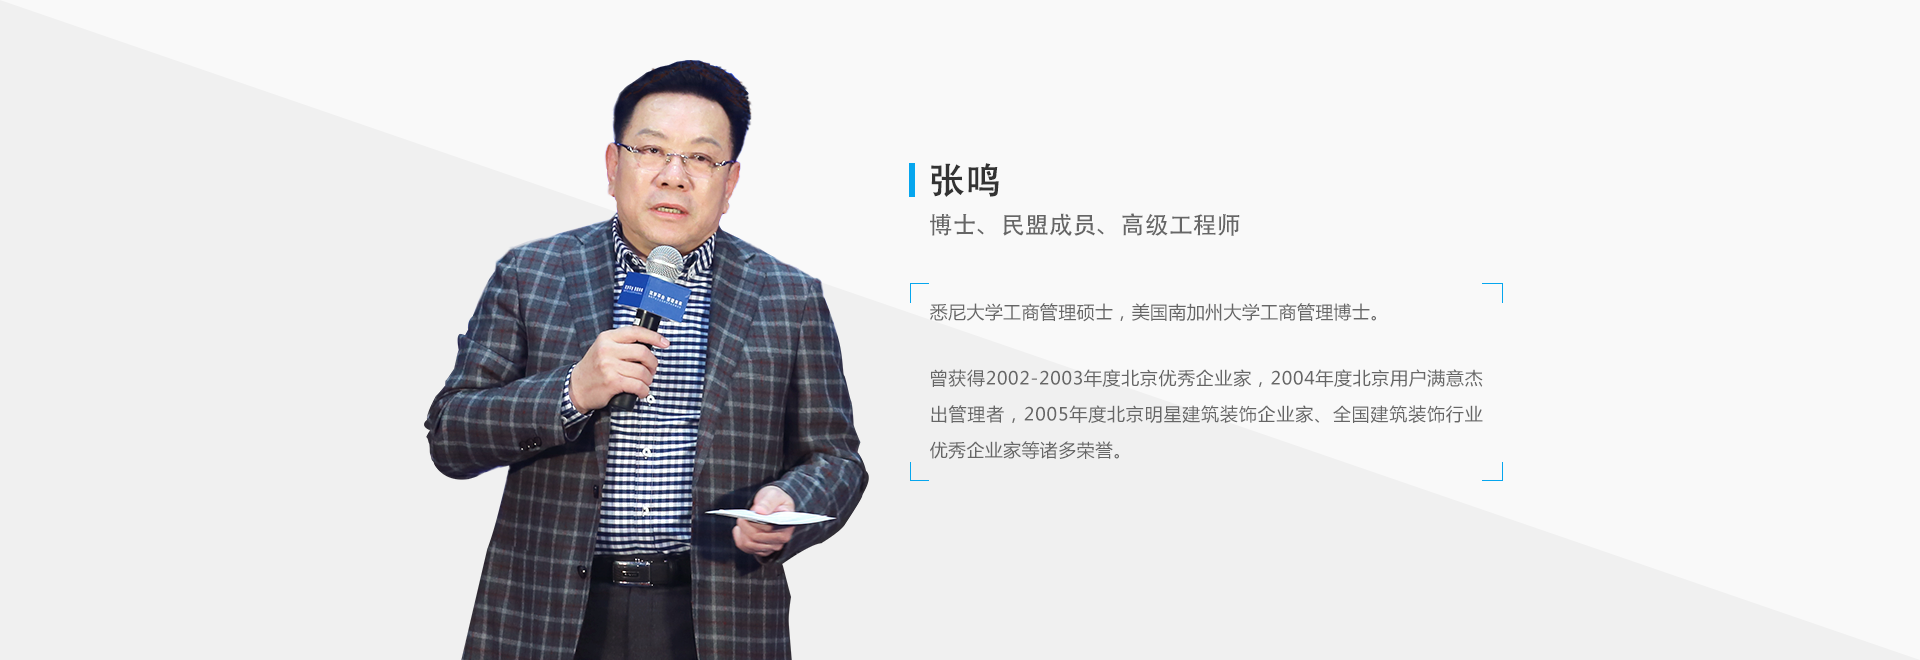 张鸣
博士、民盟成员、高级工程师
悉尼大学工商管理硕士，美国南加州大学工商管理博士。
曾获得2002-2003年度北京优秀企业家，2004年度北京用户满意杰
出管理者，2005年度北京明星建筑装饰企业家、全国建筑装饰行业
优秀企业家等诸多荣誉。